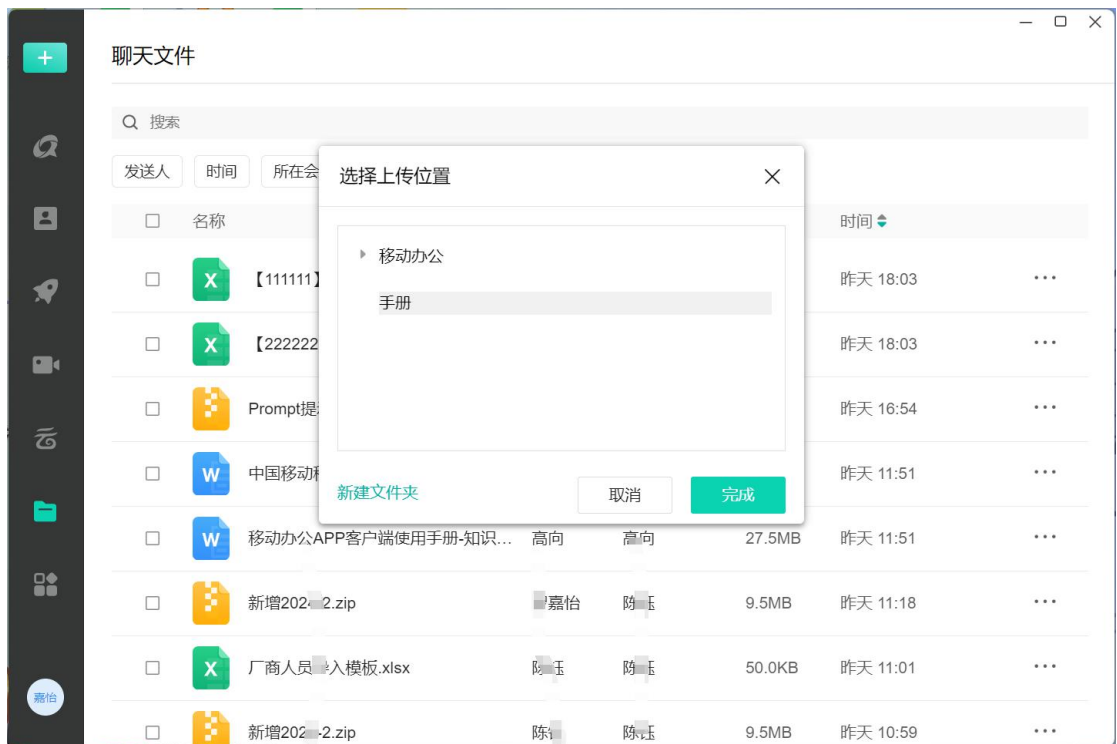 聊天文件
搜索
发送人 时间 所在会
选择上传位置
名称 时间
移动办公
【111111】 昨天 18:03
手册
【222222 昨天 18:03
Prompt提 昨天 16:54
中国移动 昨天 11:51
新建文件夹 取消 完成
移动办公APP客户端使用手册-知识... 高向 高向 27.5MB 昨天 11:51
新增202 2.zip 嘉怡 陈 9.5MB 昨天 11:18
厂商人员 入模板.xlsx 陈 50.0KB 昨天 11:01
嘉怡
新增202 -2.zip 陈 陈 9.5MB 昨天 10:59